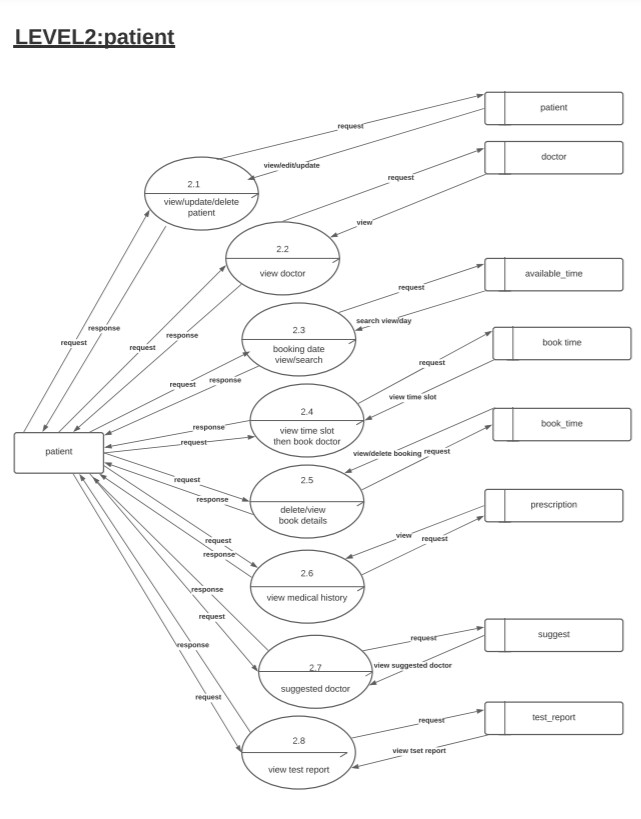 LEVEL2:patient
patient
request
view/edit/update
doctor
request
2.1
view/update/delete
patient
view
2.2
view doctor
available_time
request
search view/day
2.3
booking date
view/search
response
request
request
response
book time
request
view time slot
request
response
2.4
view time slot
then book doctor
response
request
book_time
view/delete booking
request
patient
2.5
delete/view
book details
request
response
prescription
view
request
request
response
2.6
view medical history
response
request
suggest
request
view suggested doctor
2.7
suggested doctor
response
request
test_report
request
view tset report
2.8
view test report